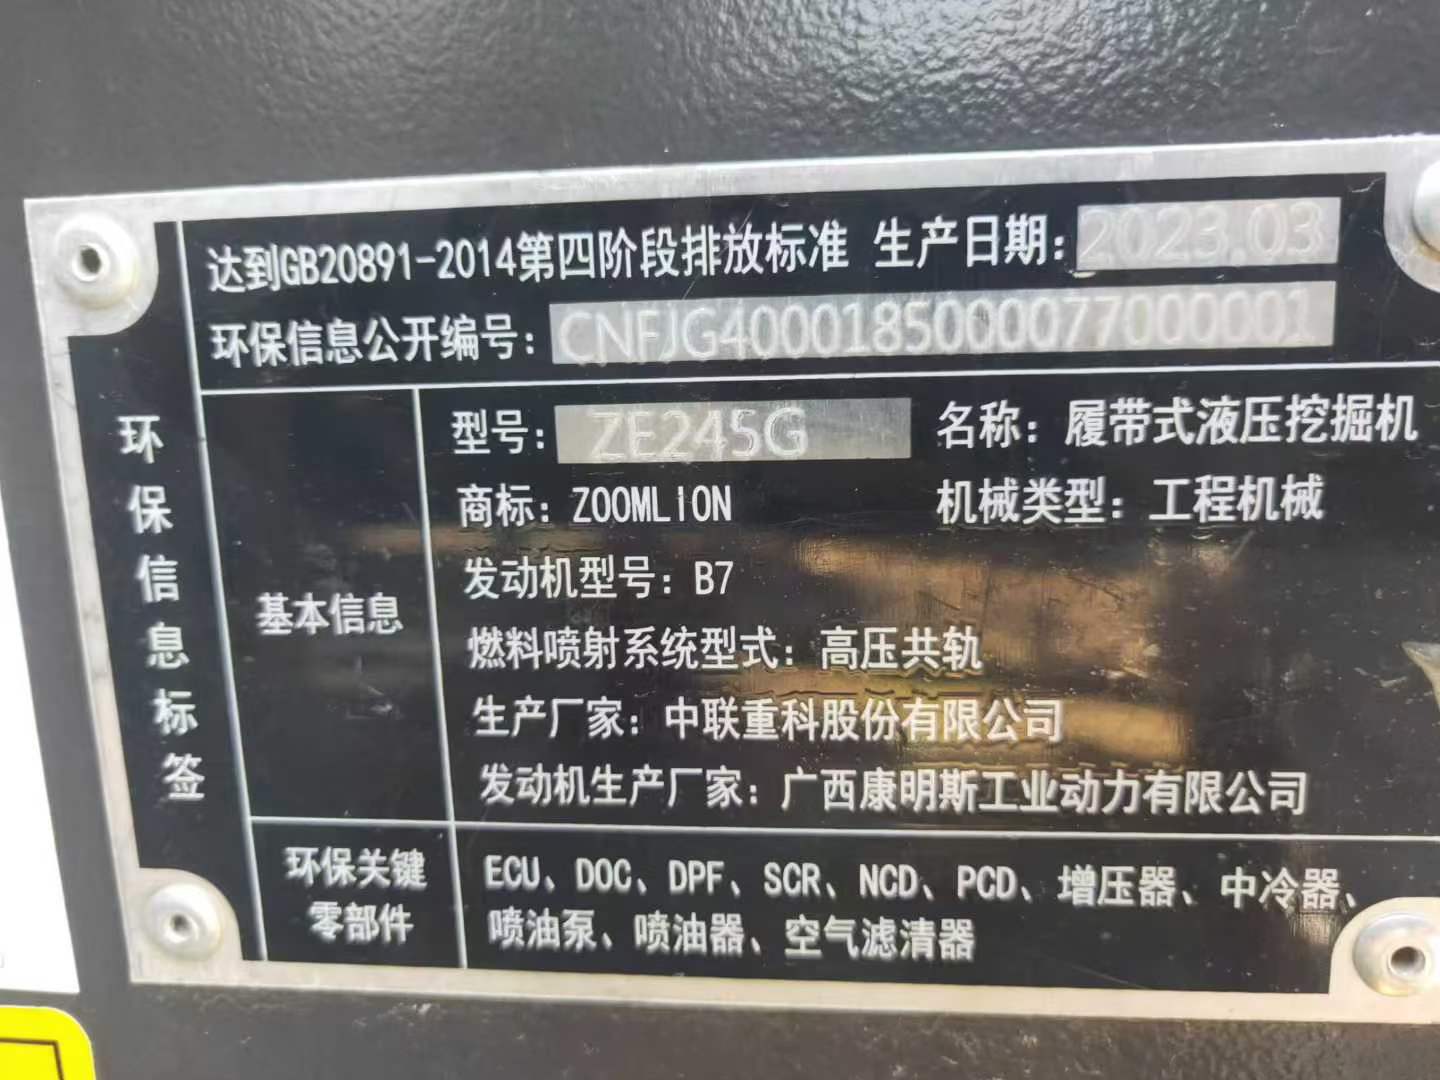 达到GB20891-2014第四阶段排放标准 生产日期:2023.03
环保信息公开编号:CNFJG4000185000077000001
环保信息标签
基本信息
型号:ZE245G 名称:履带式液压挖掘机
商标:ZOOMLION 机械类型:工程机械
发动机型号:B7
燃料喷射系统型式:高压共轨
生产厂家:中联重科股份有限公司
发动机生产厂家:广西康明斯工业动力有限公司
环保关键
零部件
ECU、DOC、DPF、SCR、NCD、PCD、增压器、中冷器、
喷油泵、喷油器、空气滤清器